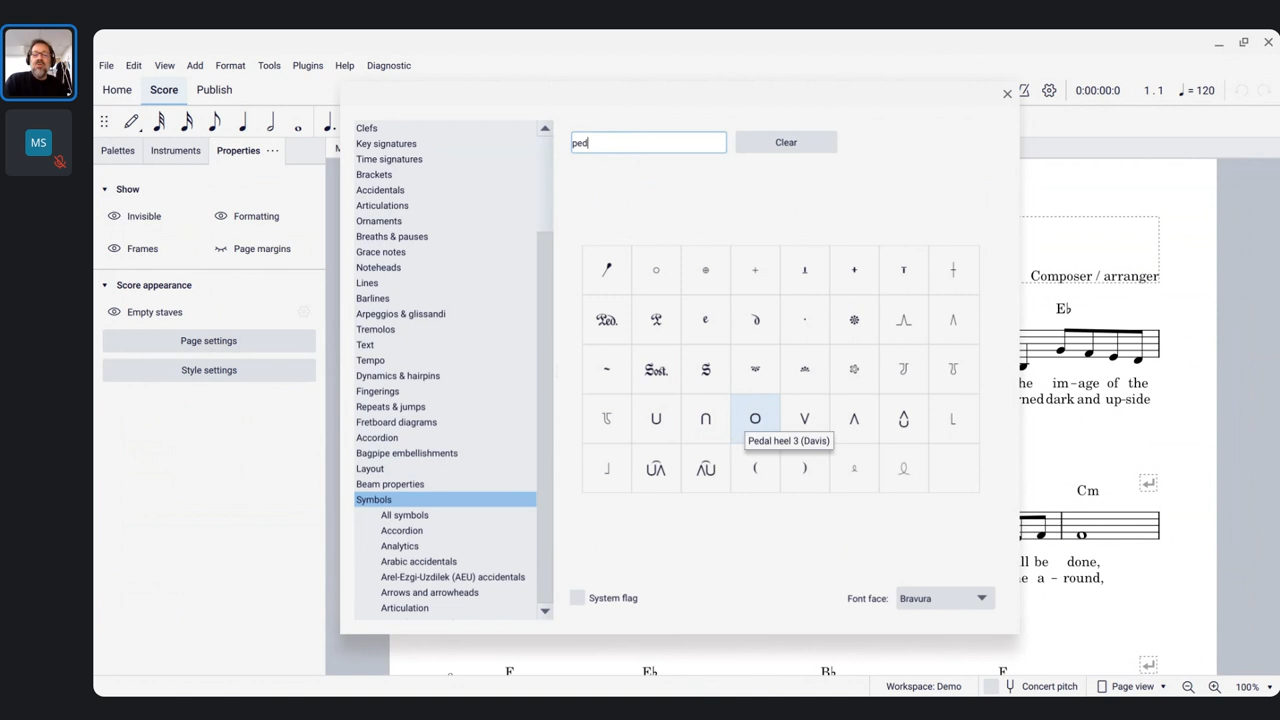 File Edit View Add Format Tools Plugins Help Diagnostic
Home Score Publish
0:00:00:0 1 . 1 = 120
MS
Palettes Instruments Properties
Show
Invisible Formatting
Frames Page margins
Score appearance
Empty staves
Page settings
Style settings
Clefs
Key signatures
Time signatures
Brackets
Accidentals
Articulations
Ornaments
Breaths & pauses
Grace notes
Noteheads
Lines
Barlines
Arpeggios & glissandi
Tremolos
Text
Tempo
Dynamics & hairpins
Fingerings
Repeats & jumps
Fretboard diagrams
Accordion
Bagpipe embellishments
Layout
Beam properties
Symbols
All symbols
Accordion
Analytics
Arabic accidentals
Arel-Ezgi-Uzdilek (AEU) accidentals
Arrows and arrowheads
Articulation
ped
Clear
Ped.
Sost.
S
Pedal heel 3 (Davis)
System flag
Font face: Bravura
Composer / arranger
E♭
he im – age of the
rned dark and up-side
Cm
ll be done,
e a – round,
F E♭ B♭ F
Workspace: Demo Concert pitch Page view 100%